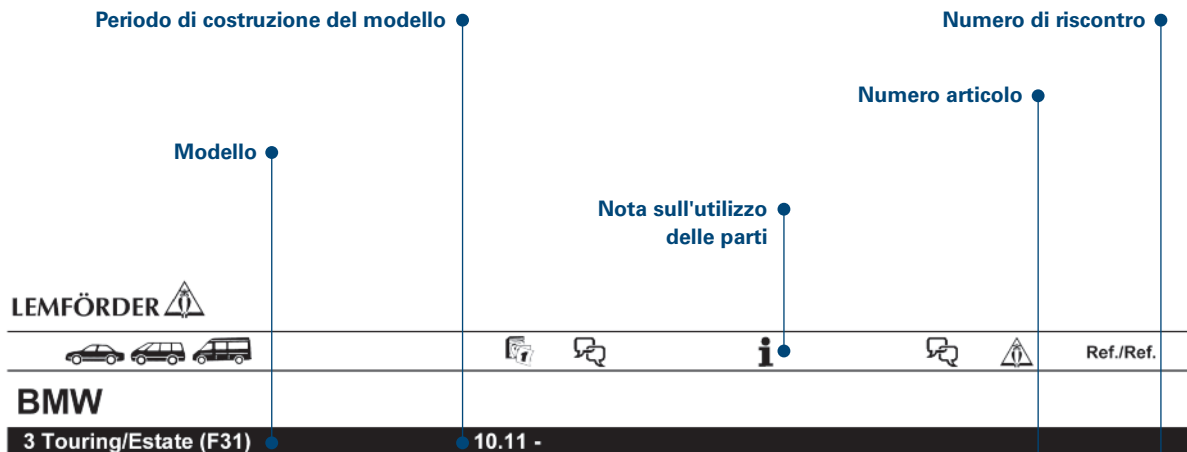 Periodo di costruzione del modello
Numero di riscontro
Numero articolo
Modello
Nota sull'utilizzo
delle parti
LEMFÖRDER
Ref./Ref.
BMW
3 Touring/Estate (F31) 10.11 -